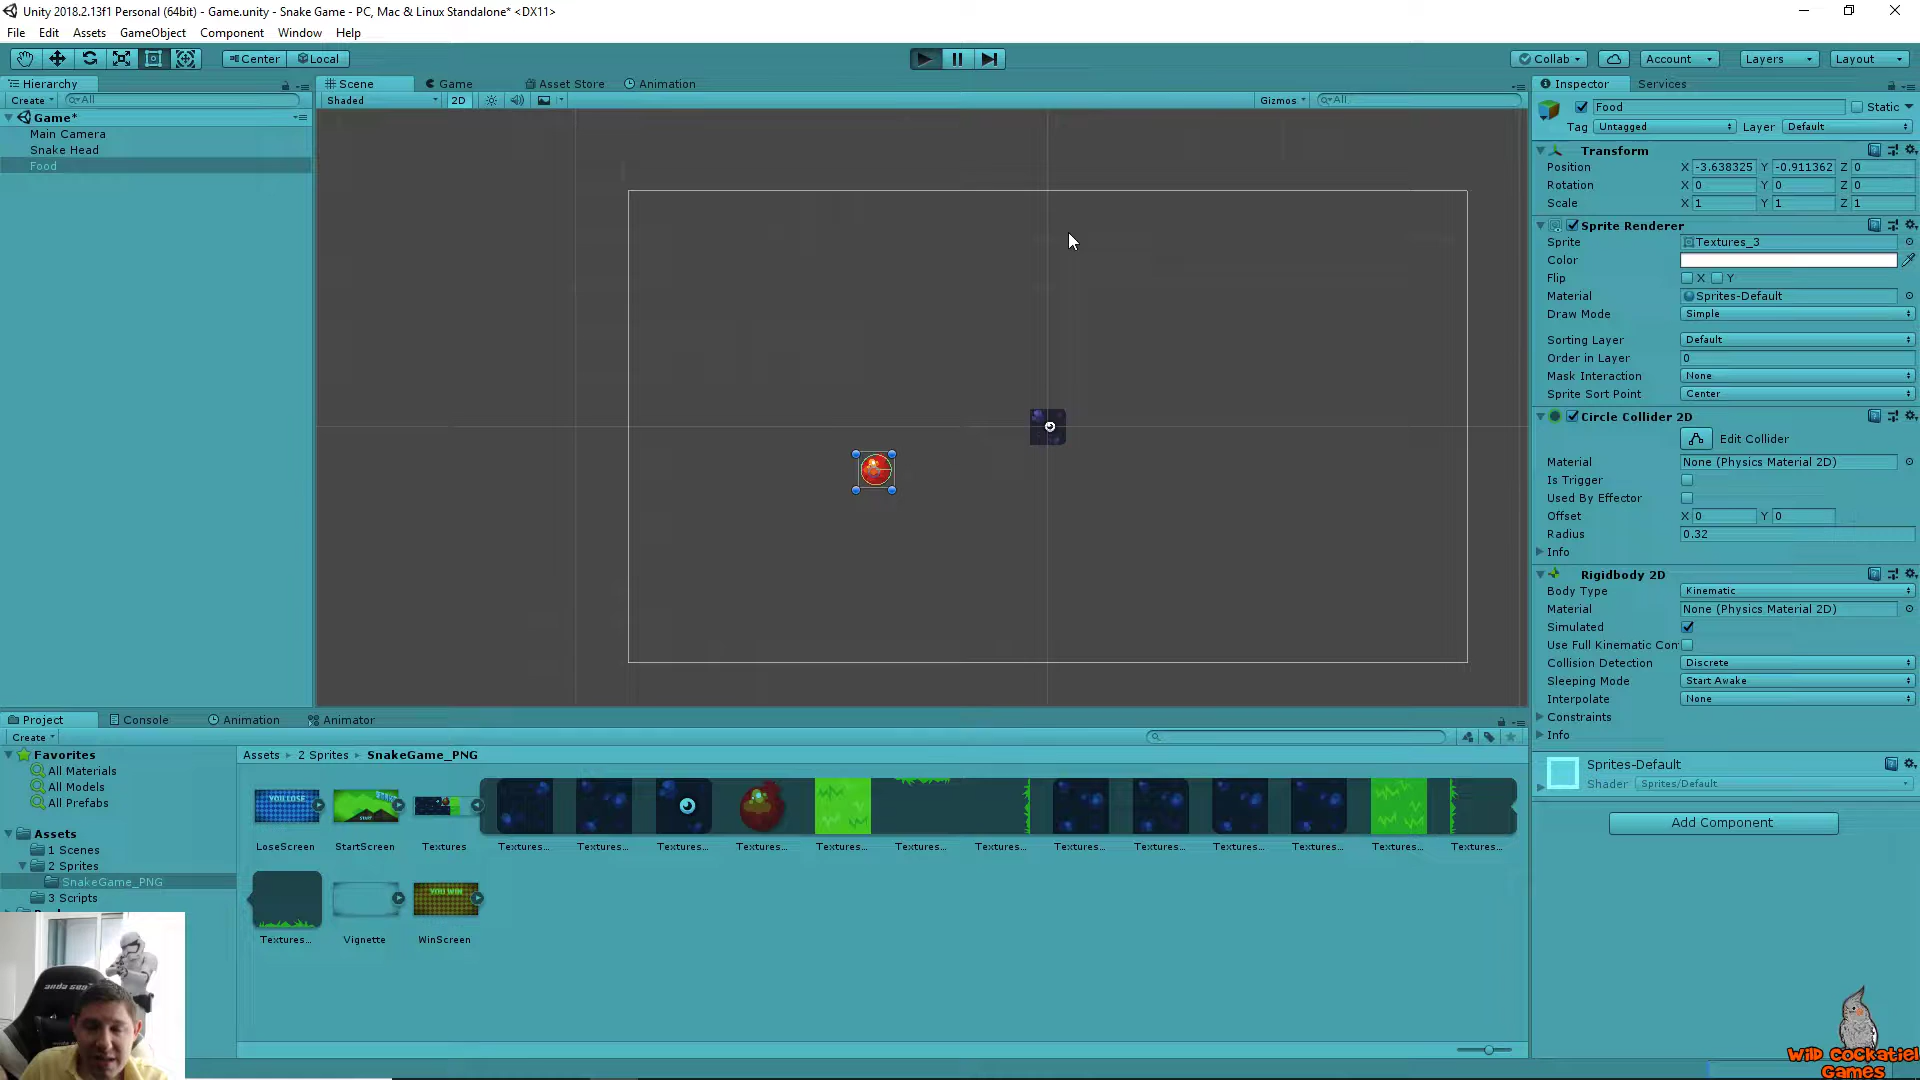 Unity 2018.2.13f1 Personal (64bit) - Game.unity - Snake Game - PC, Mac & Linux Standalone* <DX11>
File Edit Assets GameObject Component Window Help
Center Local Collab Account Layers Layout
Hierarchy
Create All
Game*
Main Camera
Snake Head
Food
Scene Game Asset Store Animation
Shaded 2D Gizmos All
Inspector Services
Food Static
Tag Untagged Layer Default
Transform
Position X -3.638325 Y -0.911362 Z 0
Rotation X 0 Y 0 Z 0
Scale X 1 Y 1 Z 1
Sprite Renderer
Sprite Textures_3
Color
Flip X Y
Material Sprites-Default
Draw Mode Simple
Sorting Layer Default
Order in Layer 0
Mask Interaction None
Sprite Sort Point Center
Circle Collider 2D
Edit Collider
Material None (Physics Material 2D)
Is Trigger
Used By Effector
Offset X 0 Y 0
Radius 0.32
Info
Rigidbody 2D
Body Type Kinematic
Material None (Physics Material 2D)
Simulated
Use Full Kinematic Con
Collision Detection Discrete
Sleeping Mode Start Awake
Interpolate None
Constraints
Info
Sprites-Default
Shader Sprites/Default
Add Component
Project Console Animation Animator
Create
Favorites
All Materials
All Models
All Prefabs
Assets
1 Scenes
2 Sprites
SnakeGame_PNG
3 Scripts
Assets 2 Sprites SnakeGame_PNG
YOU LOSE
START
LoseScreen StartScreen Textures Textures... Textures... Textures... Textures... Textures... Textures... Textures... Textures... Textures... Textures... Textures... Textures... Textures...
YOU WIN
Textures... Vignette WinScreen
anda sea
WilD COCKatiel
Games